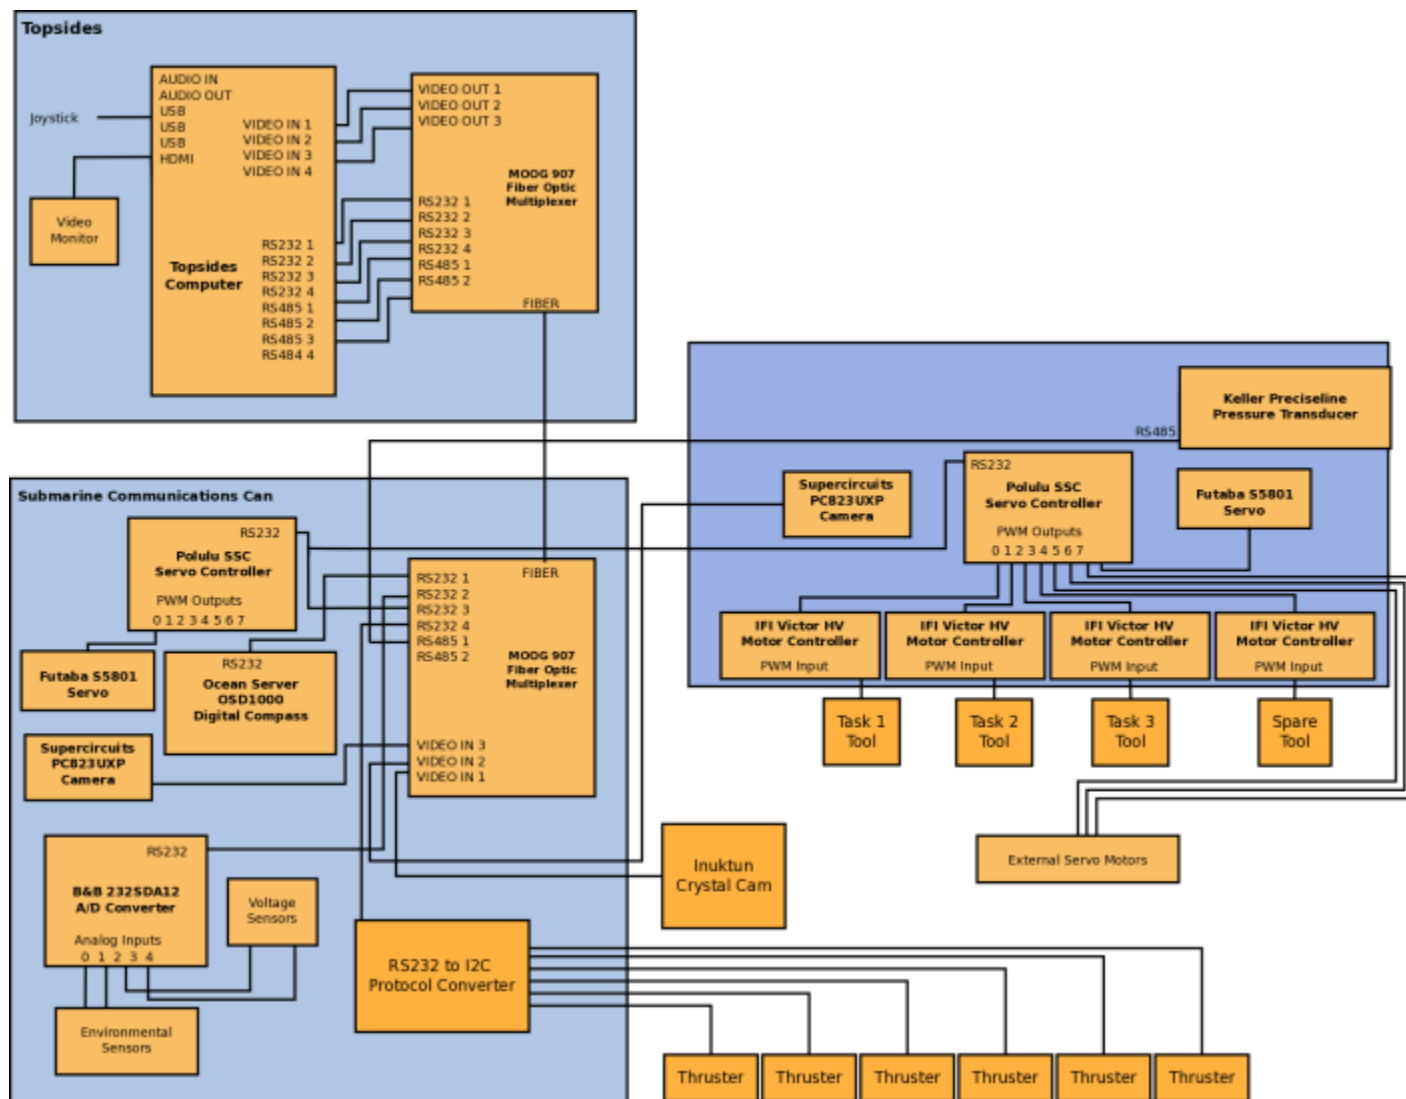 Topsides
AUDIO IN
AUDIO OUT
USB
USB
USB
HDMI
Joystick
VIDEO IN 1
VIDEO IN 2
VIDEO IN 3
VIDEO IN 4
Video
Monitor
RS232 1
RS232 2
RS232 3
RS232 4
RS485 1
RS485 2
RS485 3
RS484 4
Topsides
Computer
VIDEO OUT 1
VIDEO OUT 2
VIDEO OUT 3
MOOG 907
Fiber Optic
Multiplexer
RS232 1
RS232 2
RS232 3
RS232 4
RS485 1
RS485 2
FIBER
Keller Preciseline
Pressure Transducer
RS485
Supercircuits
PC823UXP
Camera
RS232
Polulu SSC
Servo Controller
PWM Outputs
0 1 2 3 4 5 6 7
Futaba S5801
Servo
IFI Victor HV
Motor Controller
PWM Input
IFI Victor HV
Motor Controller
PWM Input
IFI Victor HV
Motor Controller
PWM Input
IFI Victor HV
Motor Controller
PWM Input
Task 1
Tool
Task 2
Tool
Task 3
Tool
Spare
Tool
External Servo Motors
Submarine Communications Can
RS232
Polulu SSC
Servo Controller
PWM Outputs
0 1 2 3 4 5 6 7
Futaba S5801
Servo
RS232
Ocean Server
OSD1000
Digital Compass
FIBER
RS232 1
RS232 2
RS232 3
RS232 4
RS485 1
RS485 2
MOOG 907
Fiber Optic
Multiplexer
VIDEO IN 3
VIDEO IN 2
VIDEO IN 1
Supercircuits
PC823UXP
Camera
RS232
B&B 232SDA12
A/D Converter
Analog Inputs
0 1 2 3 4
Voltage
Sensors
Environmental
Sensors
RS232 to I2C
Protocol Converter
Inuktun
Crystal Cam
Thruster
Thruster
Thruster
Thruster
Thruster
Thruster